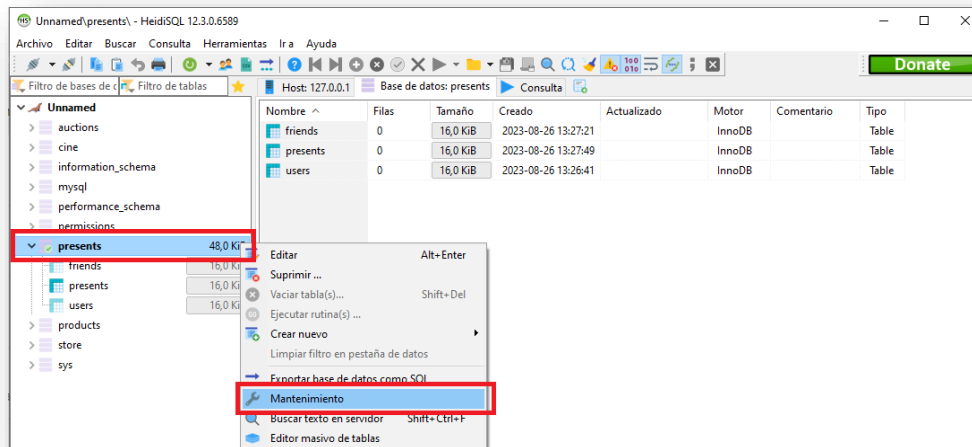 Unnamed\presents\ - HeidiSQL 12.3.0.6589
Archivo Editar Buscar Consulta Herramientas Ir a Ayuda
Donate
Filtro de bases de d Filtro de tablas
Host: 127.0.0.1 Base de datos: presents Consulta
Unnamed
auctions
cine
information_schema
mysql
performance_schema
permissions
presents 48,0 KiB
friends 16,0 Ki
presents 16,0 Ki
users 16,0 Ki
products
store
sys
Nombre Filas Tamaño Creado Actualizado Motor Comentario Tipo
friends 0 16,0 KiB 2023-08-26 13:27:21 InnoDB Table
presents 0 16,0 KiB 2023-08-26 13:27:49 InnoDB Table
users 0 16,0 KiB 2023-08-26 13:26:41 InnoDB Table
Editar Alt+Enter
Suprimir ...
Vaciar tabla(s)... Shift+Del
Ejecutar rutina(s) ...
Crear nuevo
Limpiar filtro en pestaña de datos
Exportar base de datos como SQL
Mantenimiento
Buscar texto en servidor Shift+Ctrl+F
Editor masivo de tablas